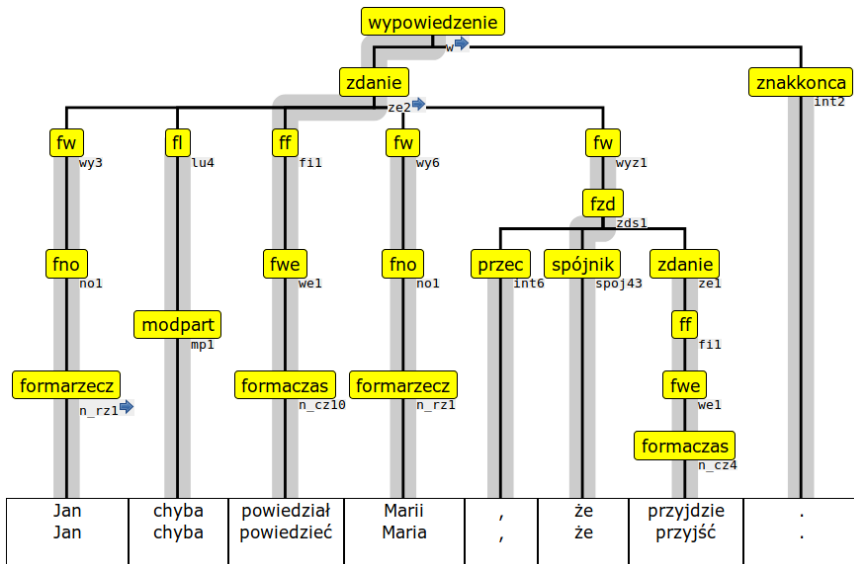 wypowiedzenie
w
zdanie znakkonca
ze2 int2
fw fl ff fw fw
wy3 lu4 fi1 wy6 wyz1
fzd
zds1
fno fwe fno przec spójnik zdanie
no1 we1 no1 int6 spoj43 ze1
modpart ff
mp1 fi1
formarzecz formaczas formarzecz fwe
n_rz1 n_cz10 n_rz1 we1
formaczas
n_cz4
Jan chyba powiedział Marii , że przyjdzie .
Jan chyba powiedzieć Maria , że przyjść .